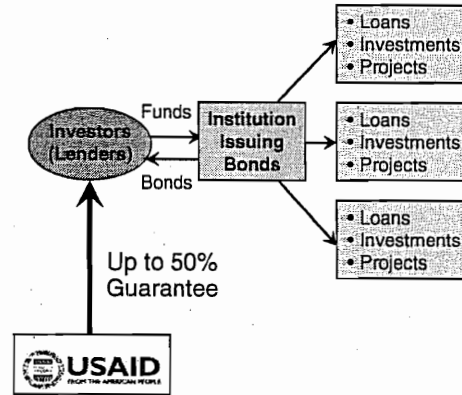 • Loans
• Investments
• Projects
Funds
Investors
(Lenders)
Institution
Issuing
Bonds
Bonds
• Loans
• Investments
• Projects
• Loans
• Investments
• Projects
Up to 50%
Guarantee
USAID
FROM THE AMERICAN PEOPLE